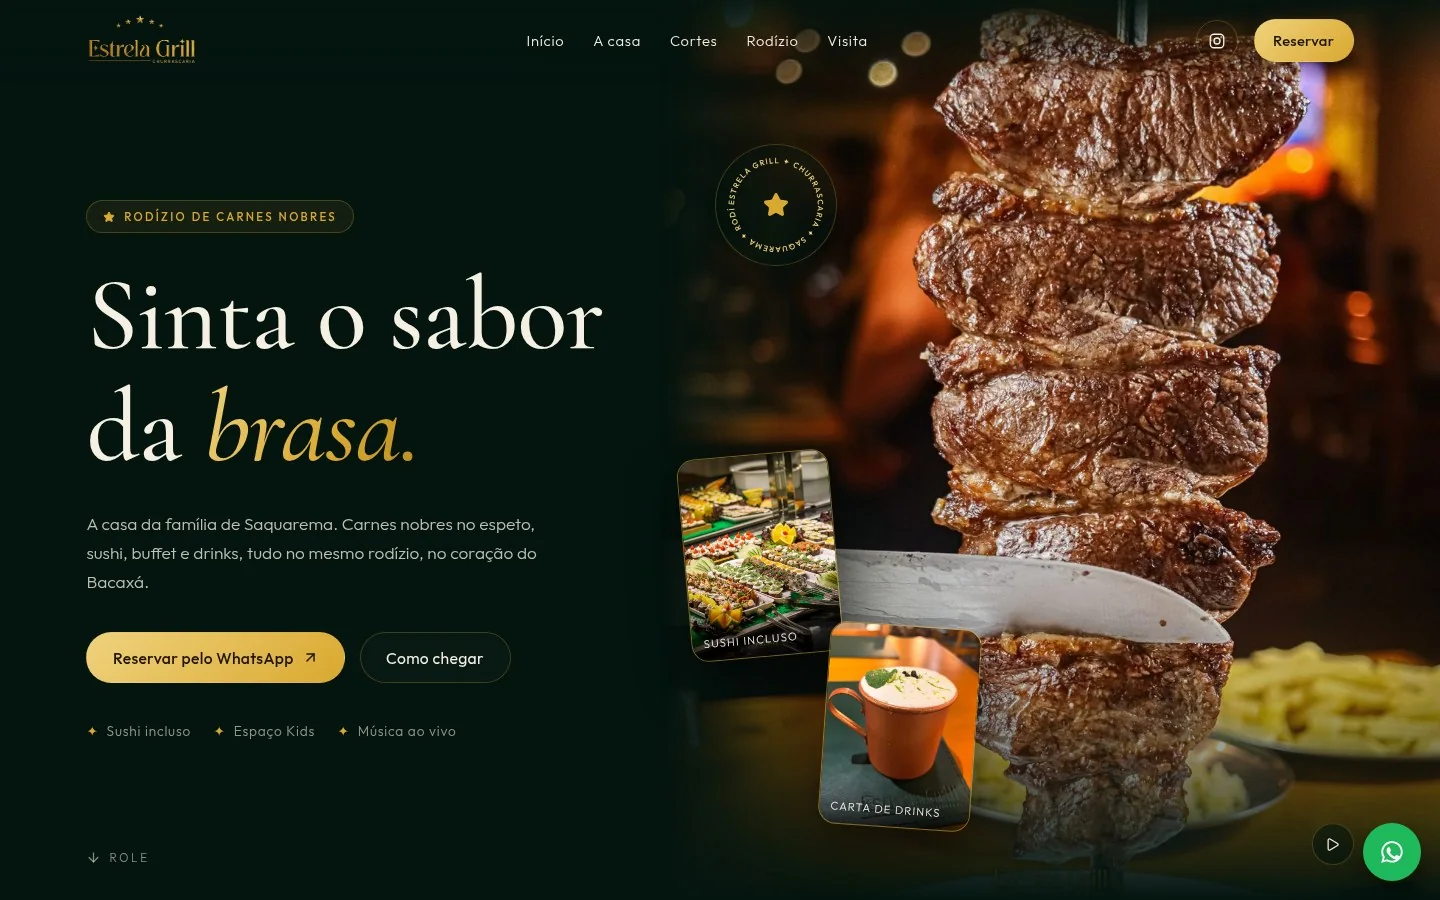 Estrela Grill
CHURRASCARIA
Início
A casa
Cortes
Rodízio
Visita
Reservar
ESTRELA GRILL ✦ CHURRASCARIA ✦ SAQUAREMA ✦ RODÍ
RODÍZIO DE CARNES NOBRES
Sinta o sabor
da brasa.
A casa da família de Saquarema. Carnes nobres no espeto,
sushi, buffet e drinks, tudo no mesmo rodízio, no coração do
Bacaxá.
Reservar pelo WhatsApp
Como chegar
Sushi incluso
Espaço Kids
Música ao vivo
SUSHI INCLUSO
CARTA DE DRINKS
ROLE